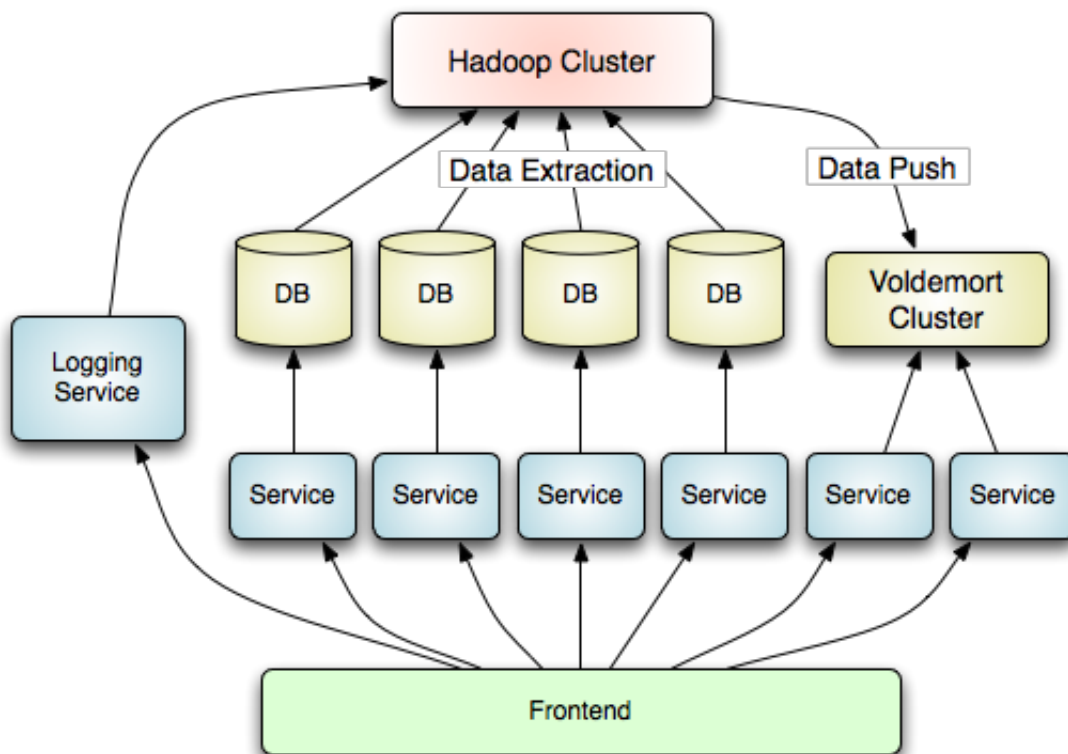 Hadoop Cluster
Data Extraction
Data Push
DB
DB
DB
DB
Voldemort
Cluster
Logging
Service
Service
Service
Service
Service
Service
Service
Frontend